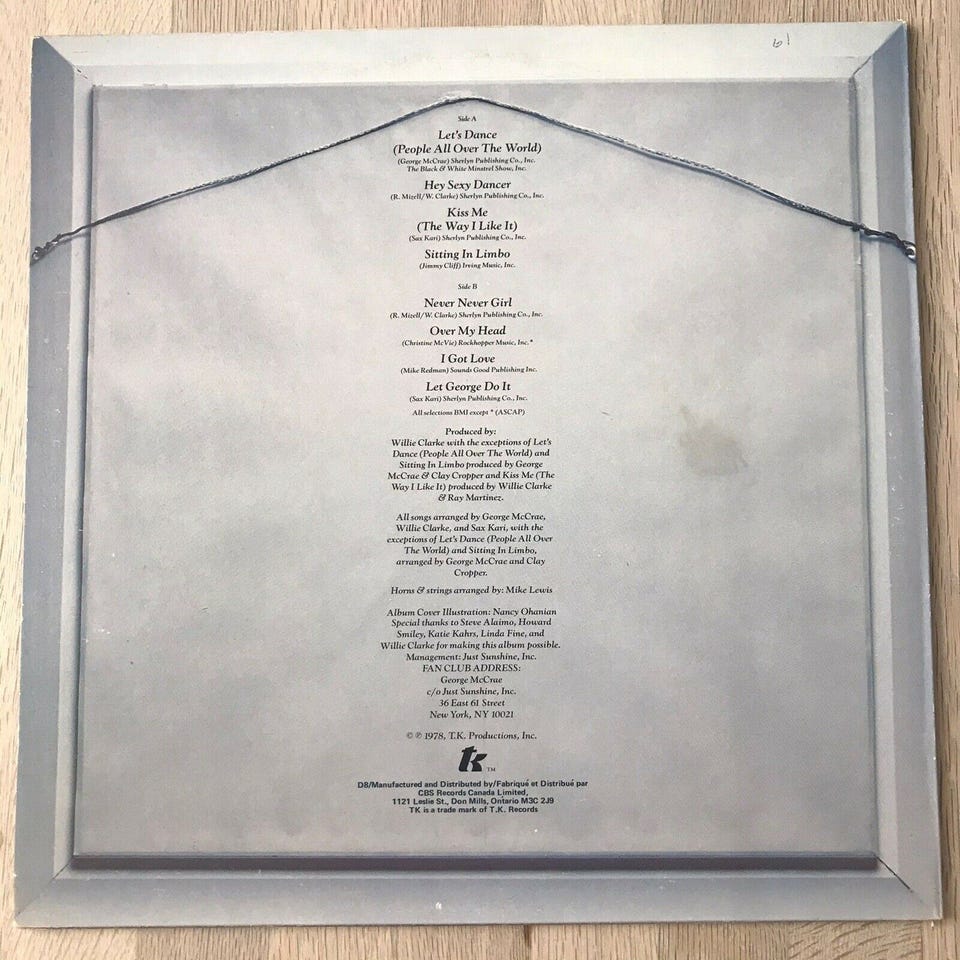 61
Side A
Let's Dance
(People All Over The World)
(George McCrae) Sherlyn Publishing Co., Inc.
The Black & White Minstrel Show, Inc.
Hey Sexy Dancer
(R. Mizell/W. Clarke) Sherlyn Publishing Co., Inc.
Kiss Me
(The Way I Like It)
(Sax Kari) Sherlyn Publishing Co., Inc.
Sitting In Limbo
(Jimmy Cliff) Irving Music, Inc.
Side B
Never Never Girl
(R. Mizell/W. Clarke) Sherlyn Publishing Co., Inc.
Over My Head
(Christine McVie) Rockhopper Music, Inc.*
I Got Love
(Mike Redman) Sounds Good Publishing Inc.
Let George Do It
(Sax Kari) Sherlyn Publishing Co., Inc.
All selections BMI except * (ASCAP)
Produced by:
Willie Clarke with the exceptions of Let's
Dance (People All Over The World) and
Sitting In Limbo produced by George
McCrae & Clay Cropper and Kiss Me (The
Way I Like It) produced by Willie Clarke
& Ray Martinez.
All songs arranged by George McCrae,
Willie Clarke, and Sax Kari, with the
exceptions of Let's Dance (People All Over
The World) and Sitting In Limbo,
arranged by George McCrae and Clay
Cropper.
Horns & strings arranged by: Mike Lewis
Album Cover Illustration: Nancy Ohanian
Special thanks to Steve Alaimo, Howard
Smiley, Katie Kahrs, Linda Fine, and
Willie Clarke for making this album possible.
Management: Just Sunshine, Inc.
FAN CLUB ADDRESS:
George McCrae
c/o Just Sunshine, Inc.
36 East 61 Street
New York, NY 10021
© ℗ 1978, T.K. Productions, Inc.
tk ™
D8/Manufactured and Distributed by/Fabriqué et Distribué par
CBS Records Canada Limited,
1121 Leslie St., Don Mills, Ontario M3C 2J9
TK is a trade mark of T.K. Records